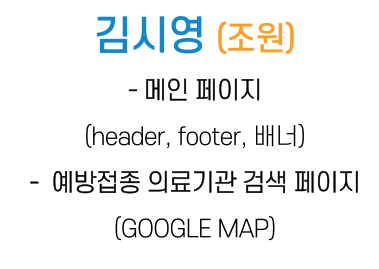 김시영 (조원)
- 메인 페이지
(header, footer, 배너)
- 예방접종 의료기관 검색 페이지
(GOOGLE MAP)